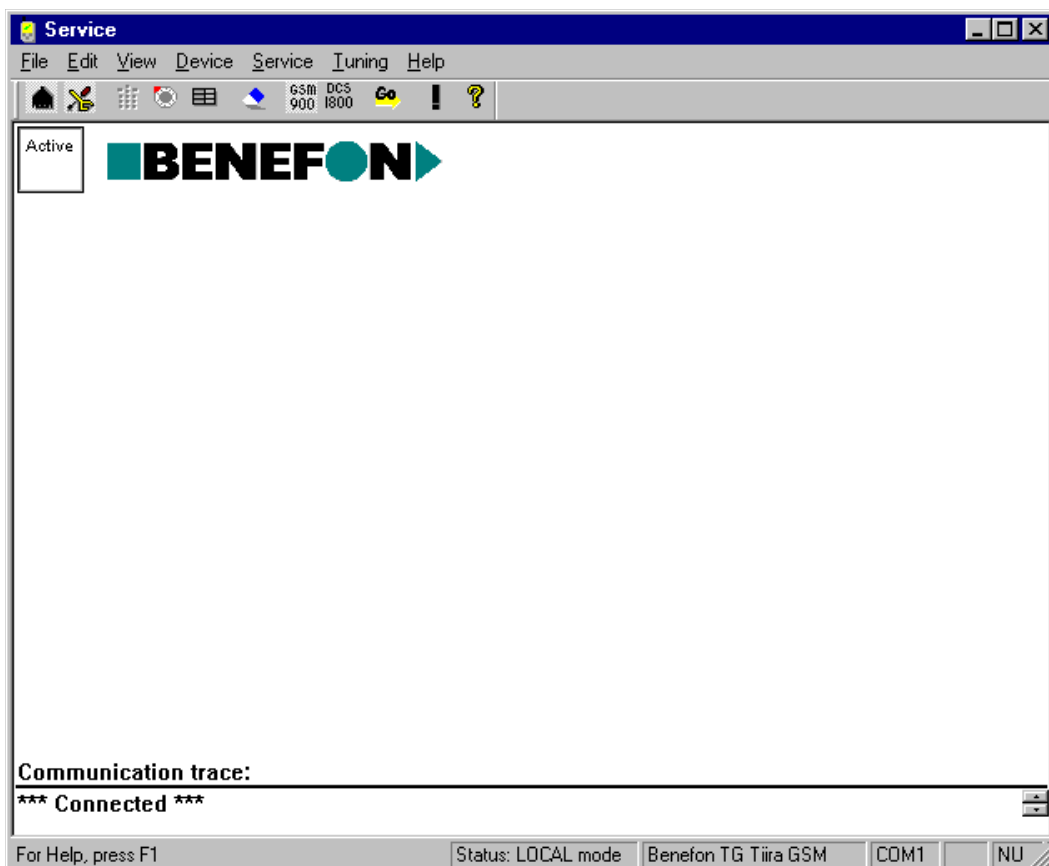 Service
File Edit View Device Service Tuning Help
GSM 900 DCS 1800 Go ! ?
Active
BENEFON
Communication trace:
*** Connected ***
For Help, press F1 Status: LOCAL mode Benefon TG Tiira GSM COM1 NU